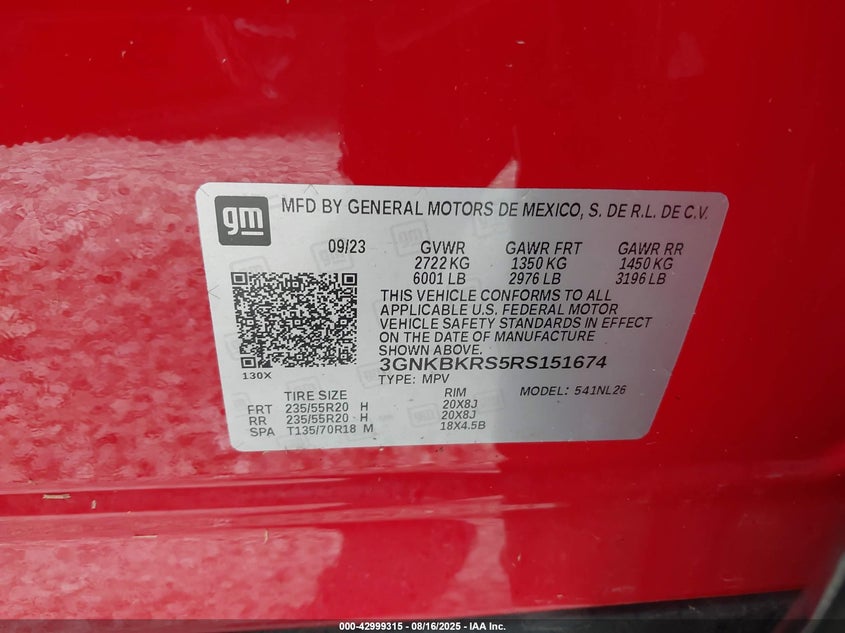 gm
MFD BY GENERAL MOTORS DE MEXICO, S. DE R.L. DE C.V.
09/23 GVWR GAWR FRT GAWR RR
2722 KG 1350 KG 1450 KG
6001 LB 2976 LB 3196 LB
THIS VEHICLE CONFORMS TO ALL
APPLICABLE U.S. FEDERAL MOTOR
VEHICLE SAFETY STANDARDS IN EFFECT
ON THE DATE OF MANUFACTURE
SHOWN ABOVE.
3GNKBKRS5RS151674
130X
TYPE: MPV MODEL: 541NL26
TIRE SIZE RIM
FRT 235/55R20 H 20X8J
RR 235/55R20 H 20X8J
SPA T135/70R18 M 18X4.5B
000-42999315 - 08/16/2025 - IAA Inc.